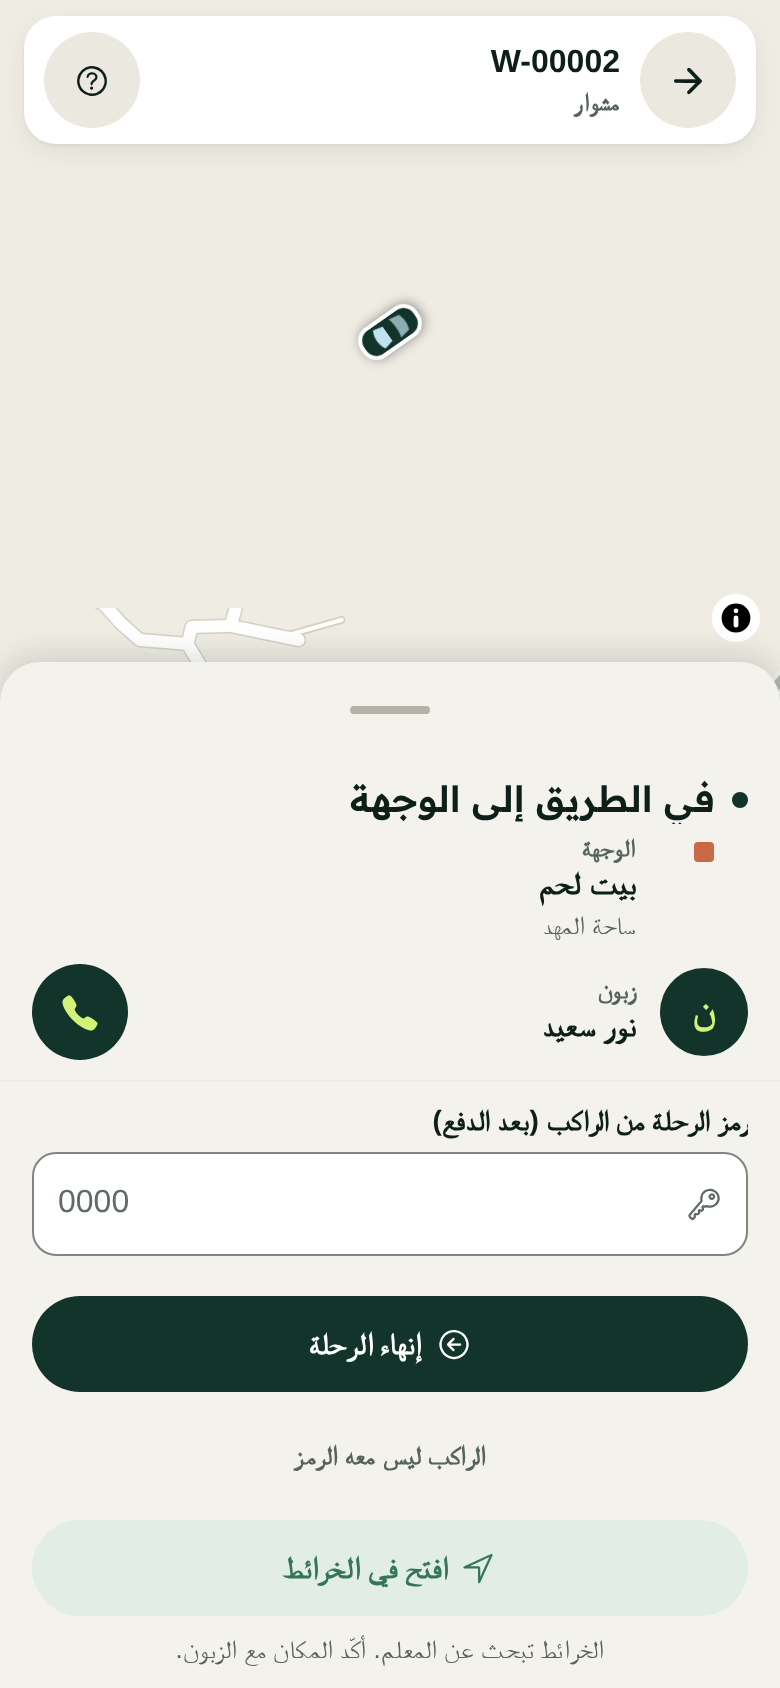 W-00002
مشوار
في الطريق إلى الوجهة
الوجهة
بيت لحم
ساحة المهد
ن
زبون
نور سعيد
رمز الرحلة من الراكب (بعد الدفع)
0000
إنهاء الرحلة
الراكب ليس معه الرمز
افتح في الخرائط
الخرائط تبحث عن المعلم. أكّد المكان مع الزبون.